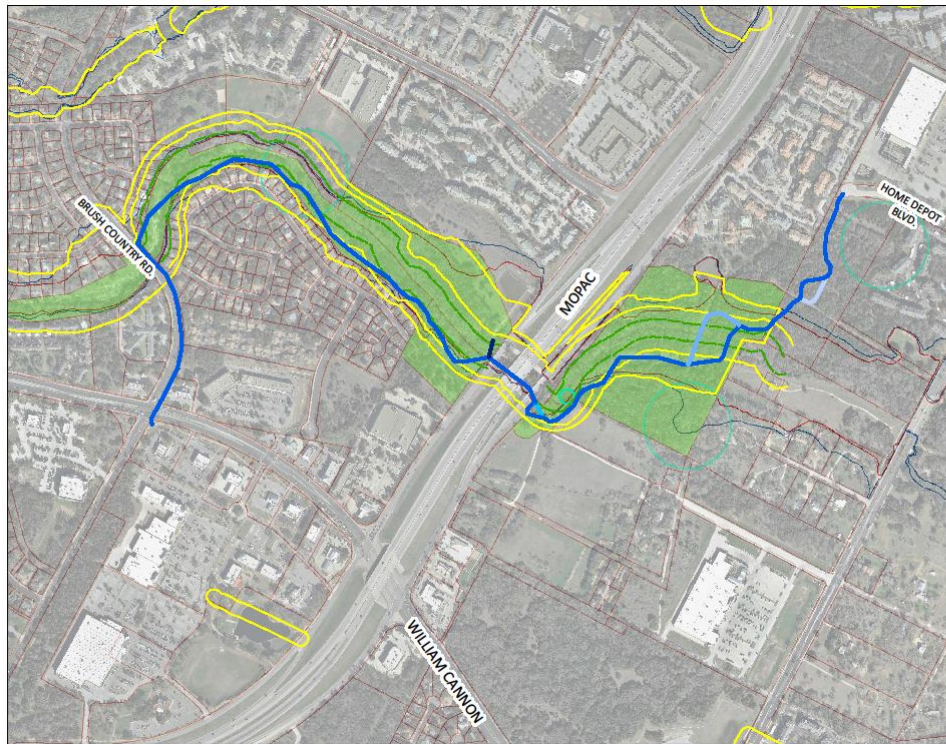 BRUSH COUNTRY RD.
MOPAC
HOME DEPOT
BLVD.
WILLIAM CANNON